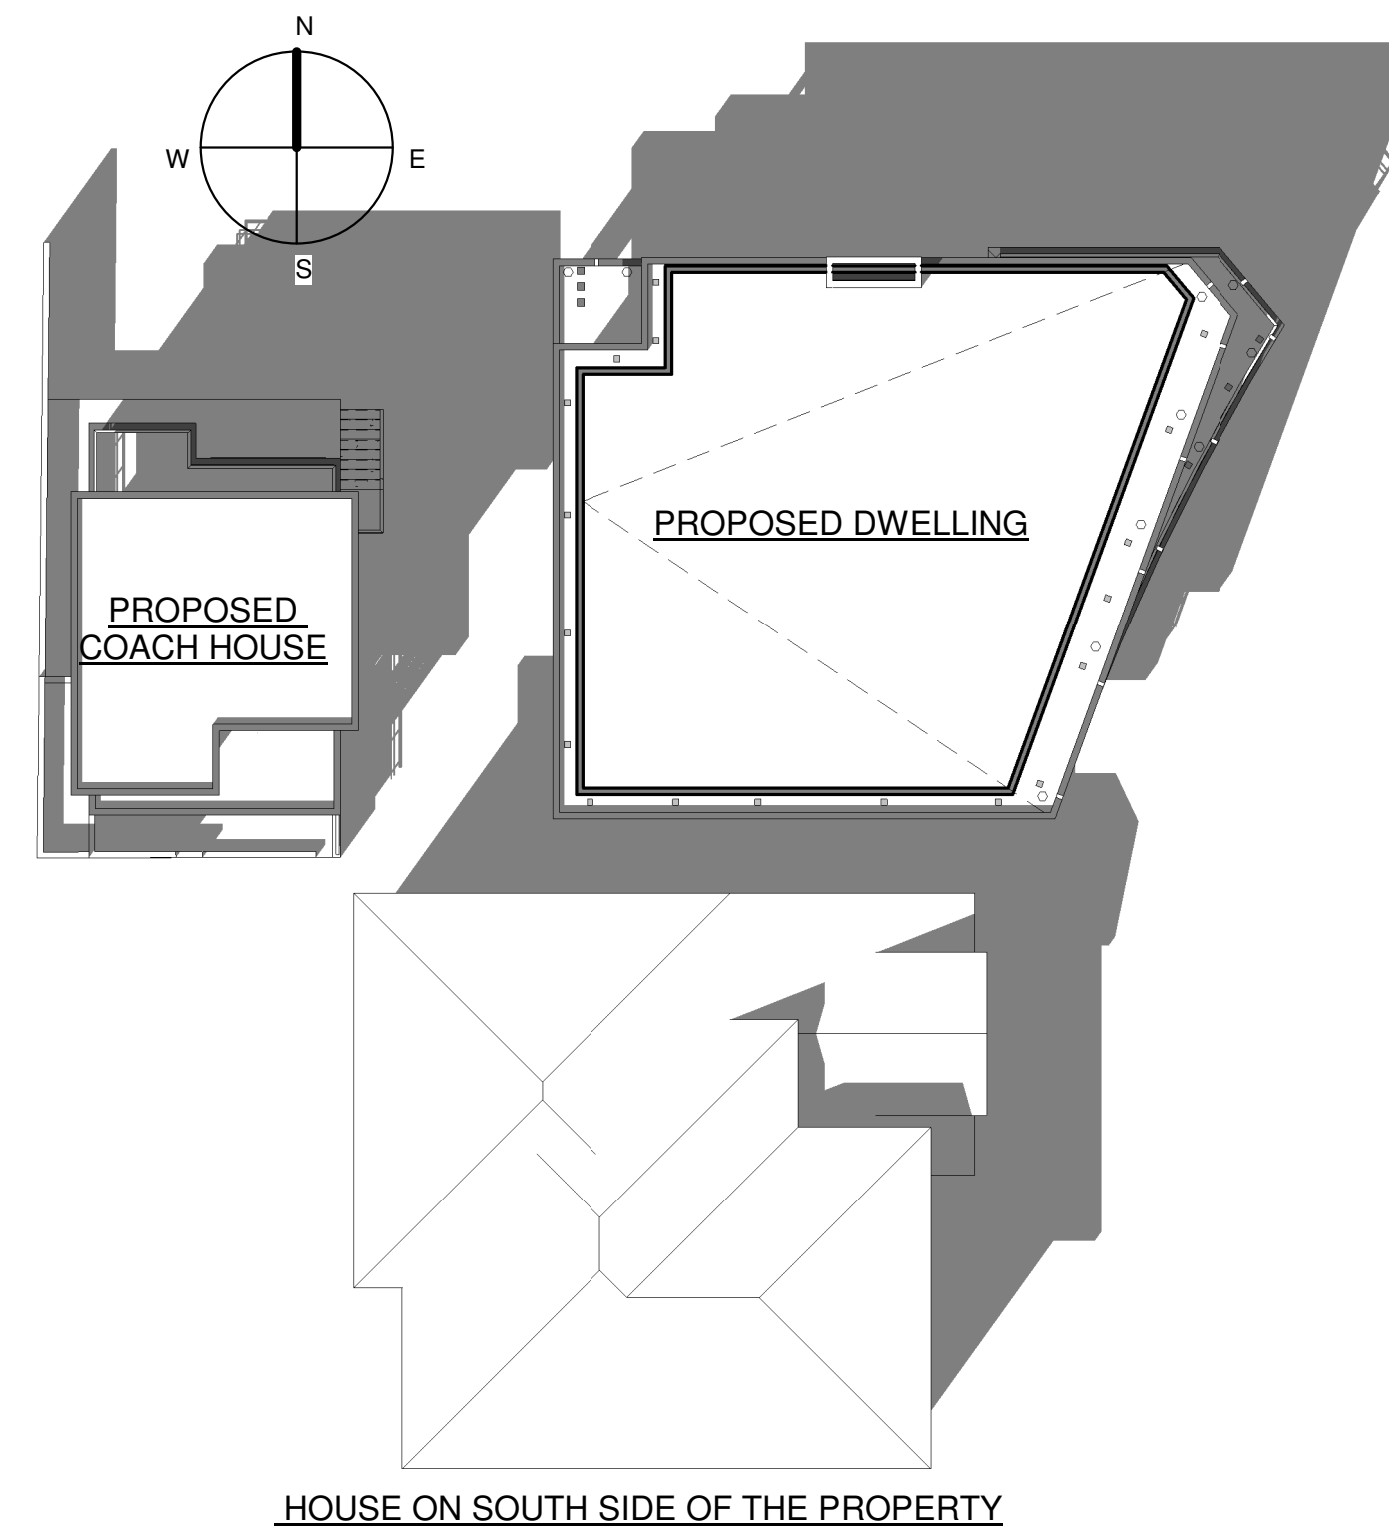 N
W
E
S
PROPOSED DWELLING
PROPOSED
COACH HOUSE
HOUSE ON SOUTH SIDE OF THE PROPERTY